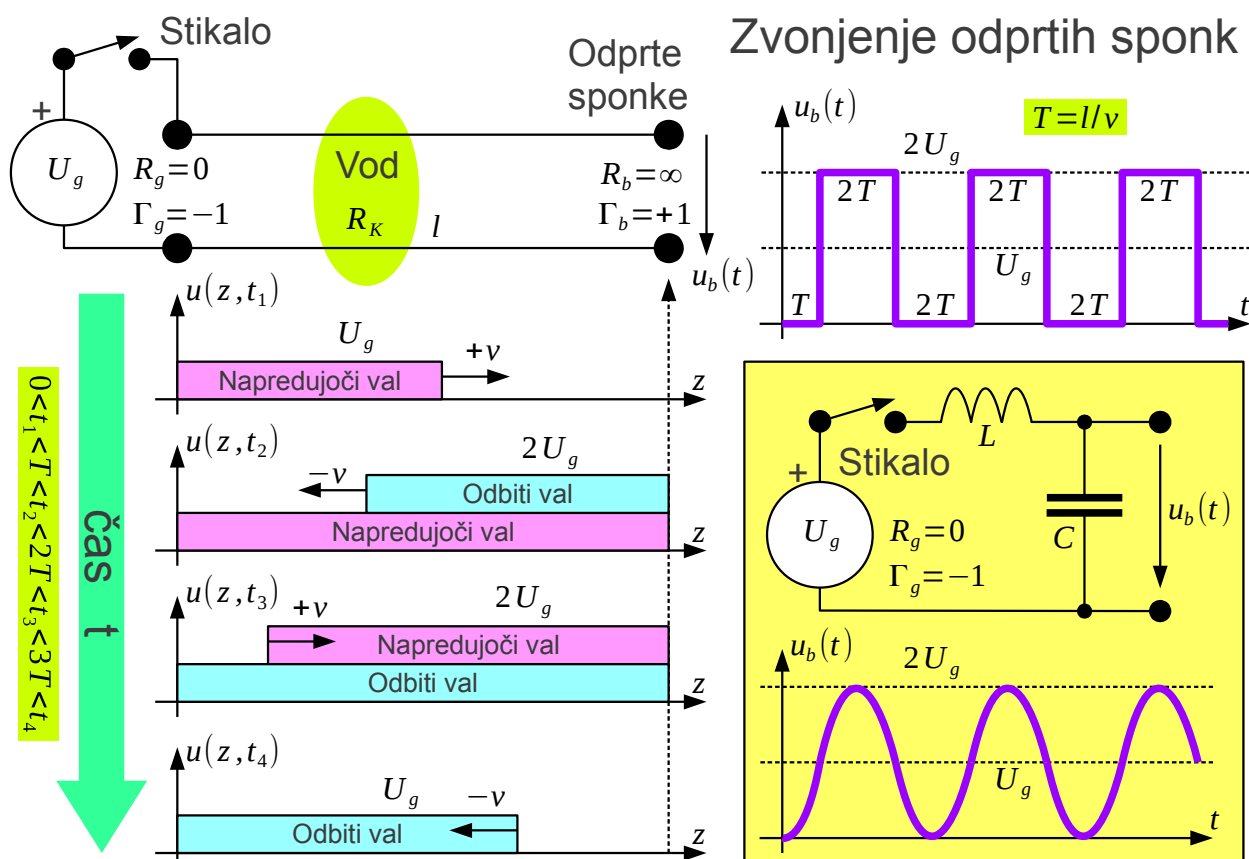 Zvonjenje odprtih sponk
Stikalo
Odprte
sponke
+
U_g
R_g=0
Γ_g=−1
Vod
R_K
l
R_b=∞
Γ_b=+1
u_b(t)
u_b(t)
T=l/v
2U_g
2T
2T
2T
U_g
T
2T
2T
t
čas t
0<t_1<T<t_2<2T<t_3<3T<t_4
u(z,t_1)
U_g
+v
Napredujoči val
z
u(z,t_2)
2U_g
−v
Odbiti val
Napredujoči val
z
u(z,t_3)
+v
2U_g
Napredujoči val
Odbiti val
z
u(z,t_4)
U_g
−v
Odbiti val
z
L
+
Stikalo
U_g
R_g=0
Γ_g=−1
C
u_b(t)
u_b(t)
2U_g
U_g
t